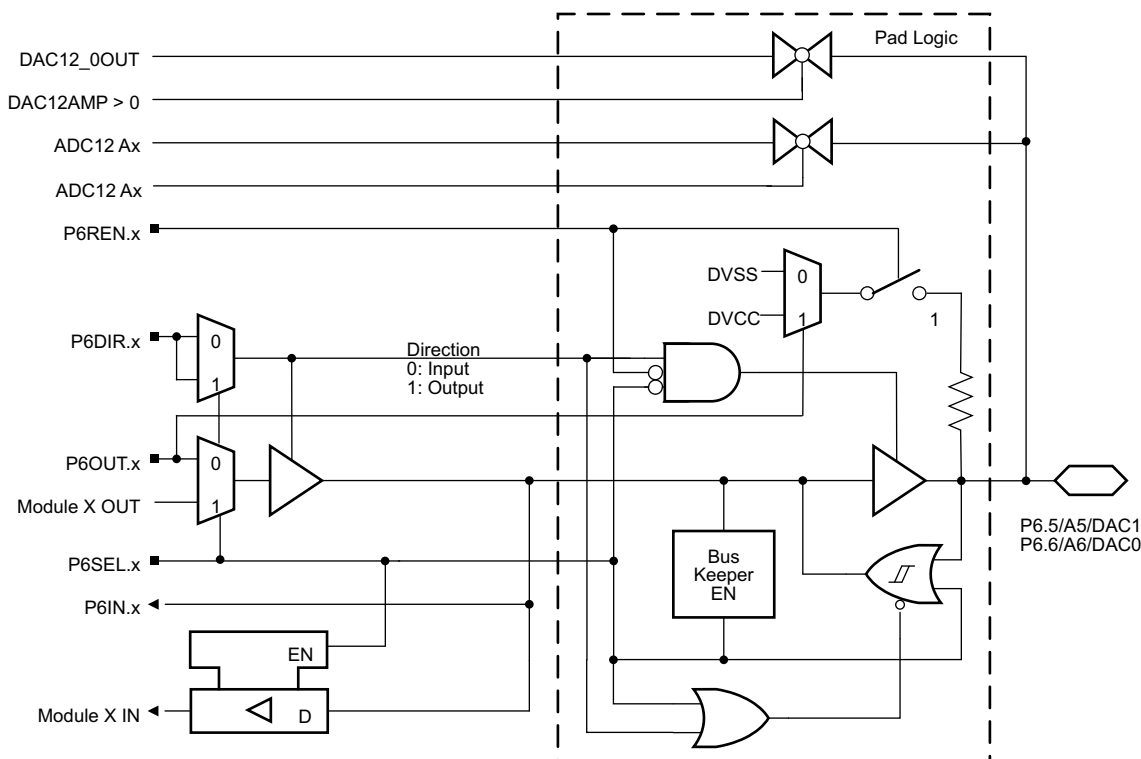 Pad Logic
DAC12_0OUT
DAC12AMP > 0
ADC12 Ax
ADC12 Ax
P6REN.x
DVSS
0
DVCC
1
1
P6DIR.x
0
1
Direction
0: Input
1: Output
P6OUT.x
0
Module X OUT
1
P6.5/A5/DAC1
P6.6/A6/DAC0
P6SEL.x
Bus
Keeper
EN
P6IN.x
EN
Module X IN
D